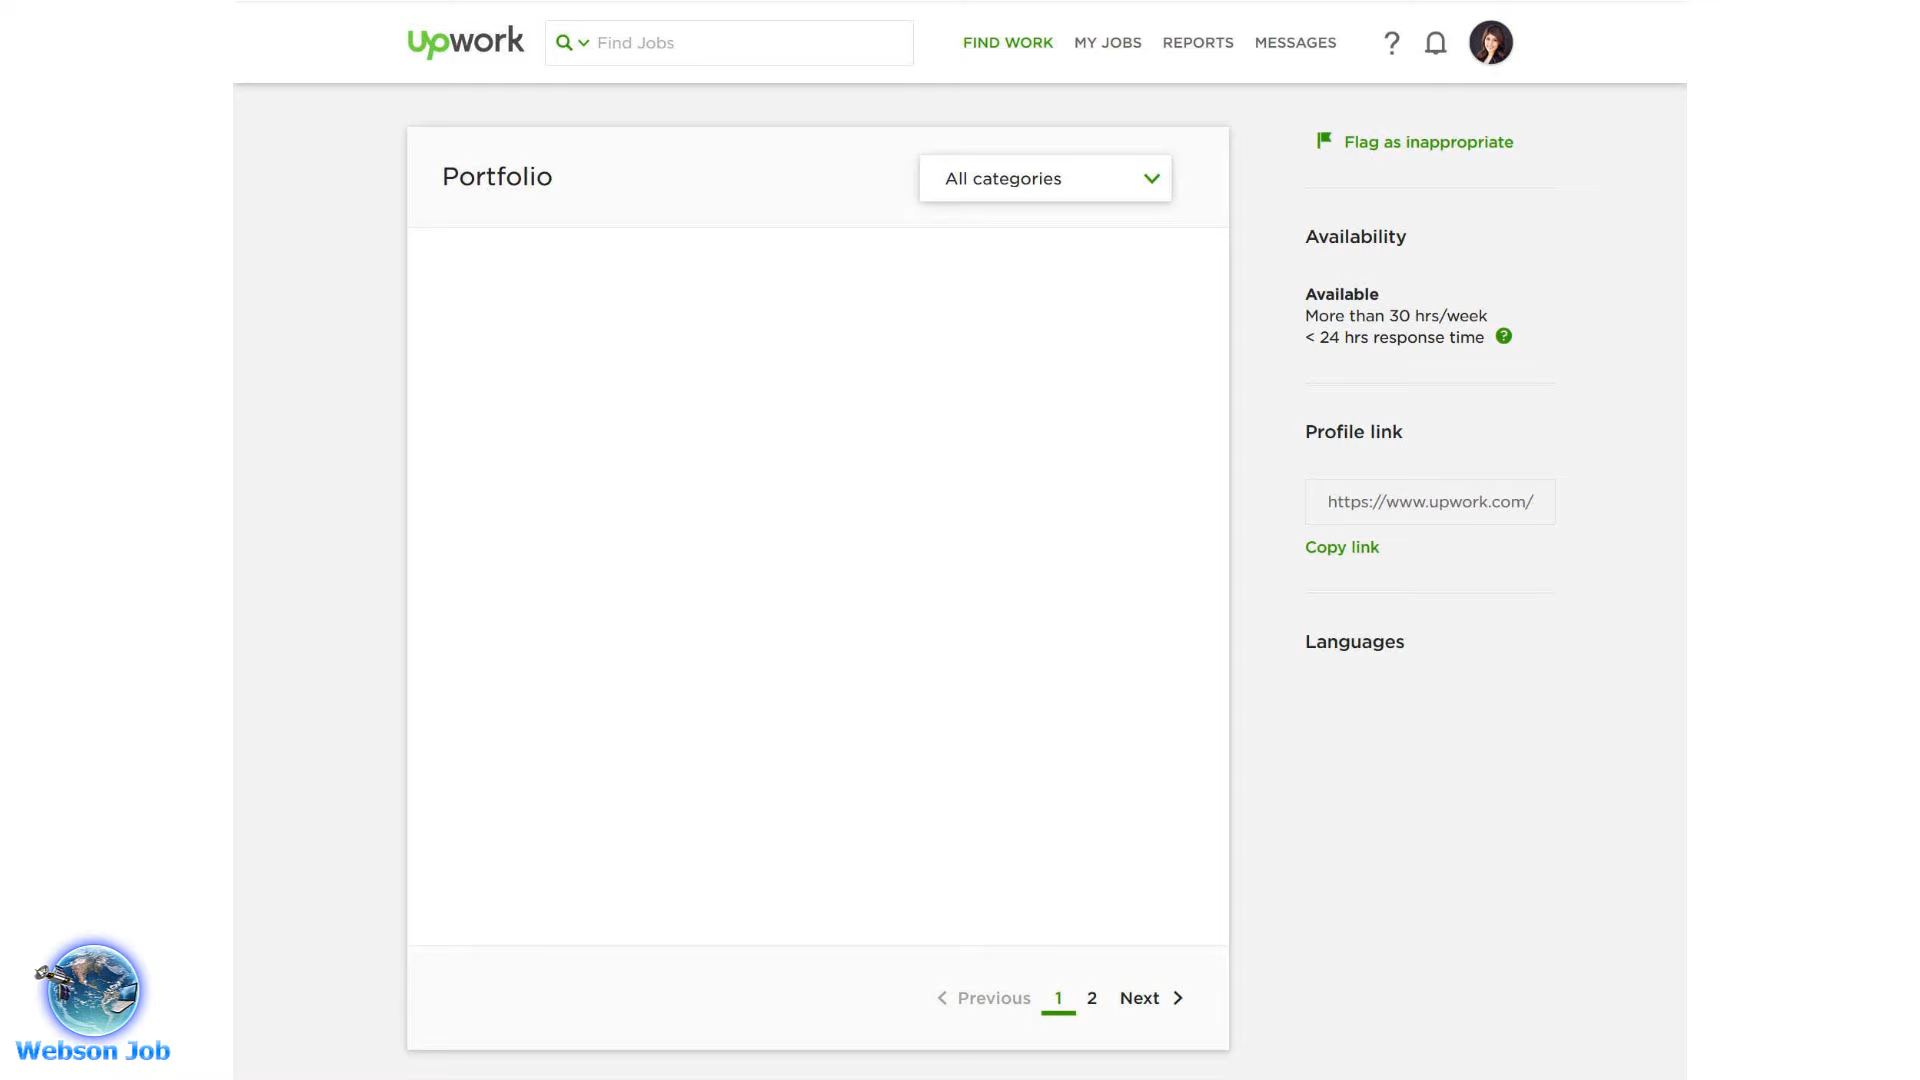 upwork
Find Jobs
FIND WORK
MY JOBS
REPORTS
MESSAGES
?
Portfolio
All categories
Flag as inappropriate
Availability
Available
More than 30 hrs/week
< 24 hrs response time ?
Profile link
https://www.upwork.com/
Copy link
Languages
Previous 1 2 Next
Webson Job